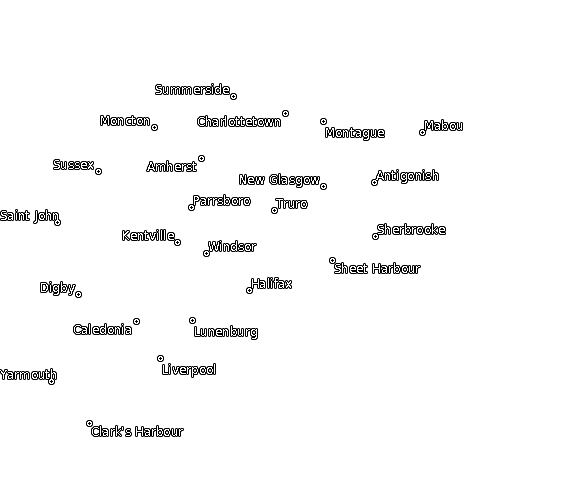 Summerside
Moncton
Charlottetown
Montague
Mabou
Sussex
Amherst
New Glasgow
Antigonish
Parrsboro
Truro
Saint John
Kentville
Windsor
Sherbrooke
Sheet Harbour
Digby
Halifax
Caledonia
Lunenburg
Yarmouth
Liverpool
Clark's Harbour